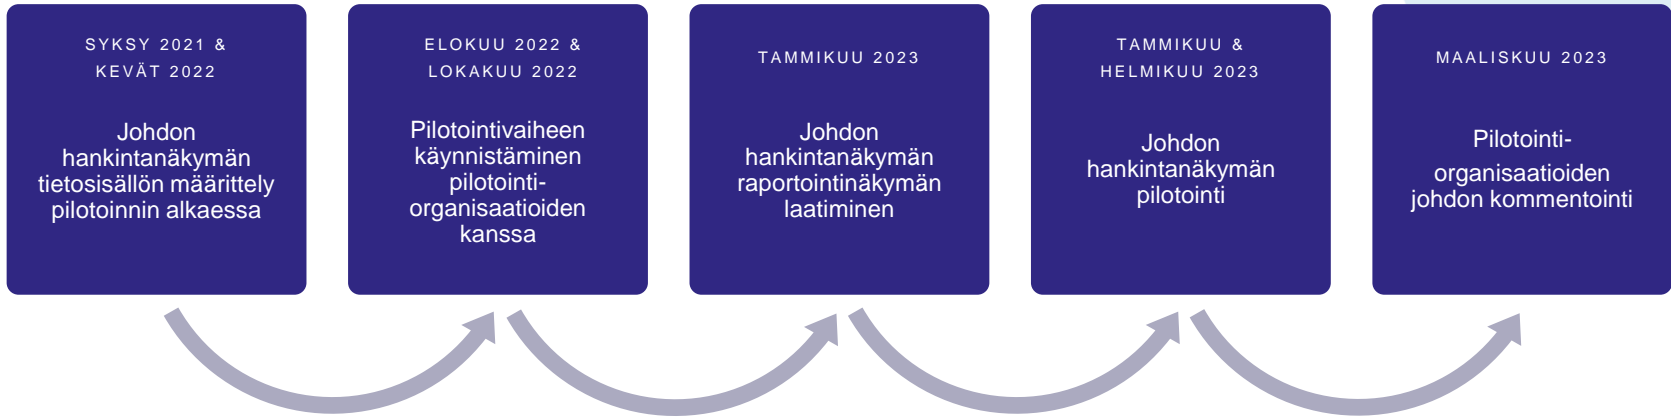 SYKSY 2021 &
KEVÄT 2022
Johdon
hankintanäkymän
tietosisällön määrittely
pilotoinnin alkaessa
ELOKUU 2022 &
LOKAKUU 2022
Pilotointivaiheen
käynnistäminen
pilotointi-
organisaatioiden
kanssa
TAMMIKUU 2023
Johdon
hankintanäkymän
raportointinäkymän
laatiminen
TAMMIKUU &
HELMIKUU 2023
Johdon
hankintanäkymän
pilotointi
MAALISKUU 2023
Pilotointi-
organisaatioiden
johdon kommentointi